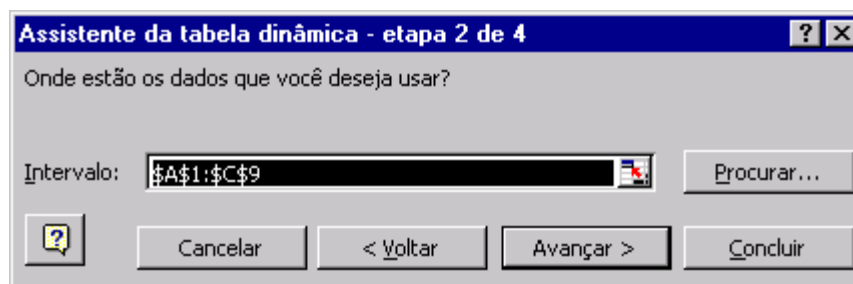 Assistente da tabela dinâmica - etapa 2 de 4
Onde estão os dados que você deseja usar?
Intervalo: $A$1:$C$9 Procurar...
Cancelar < Voltar Avançar > Concluir